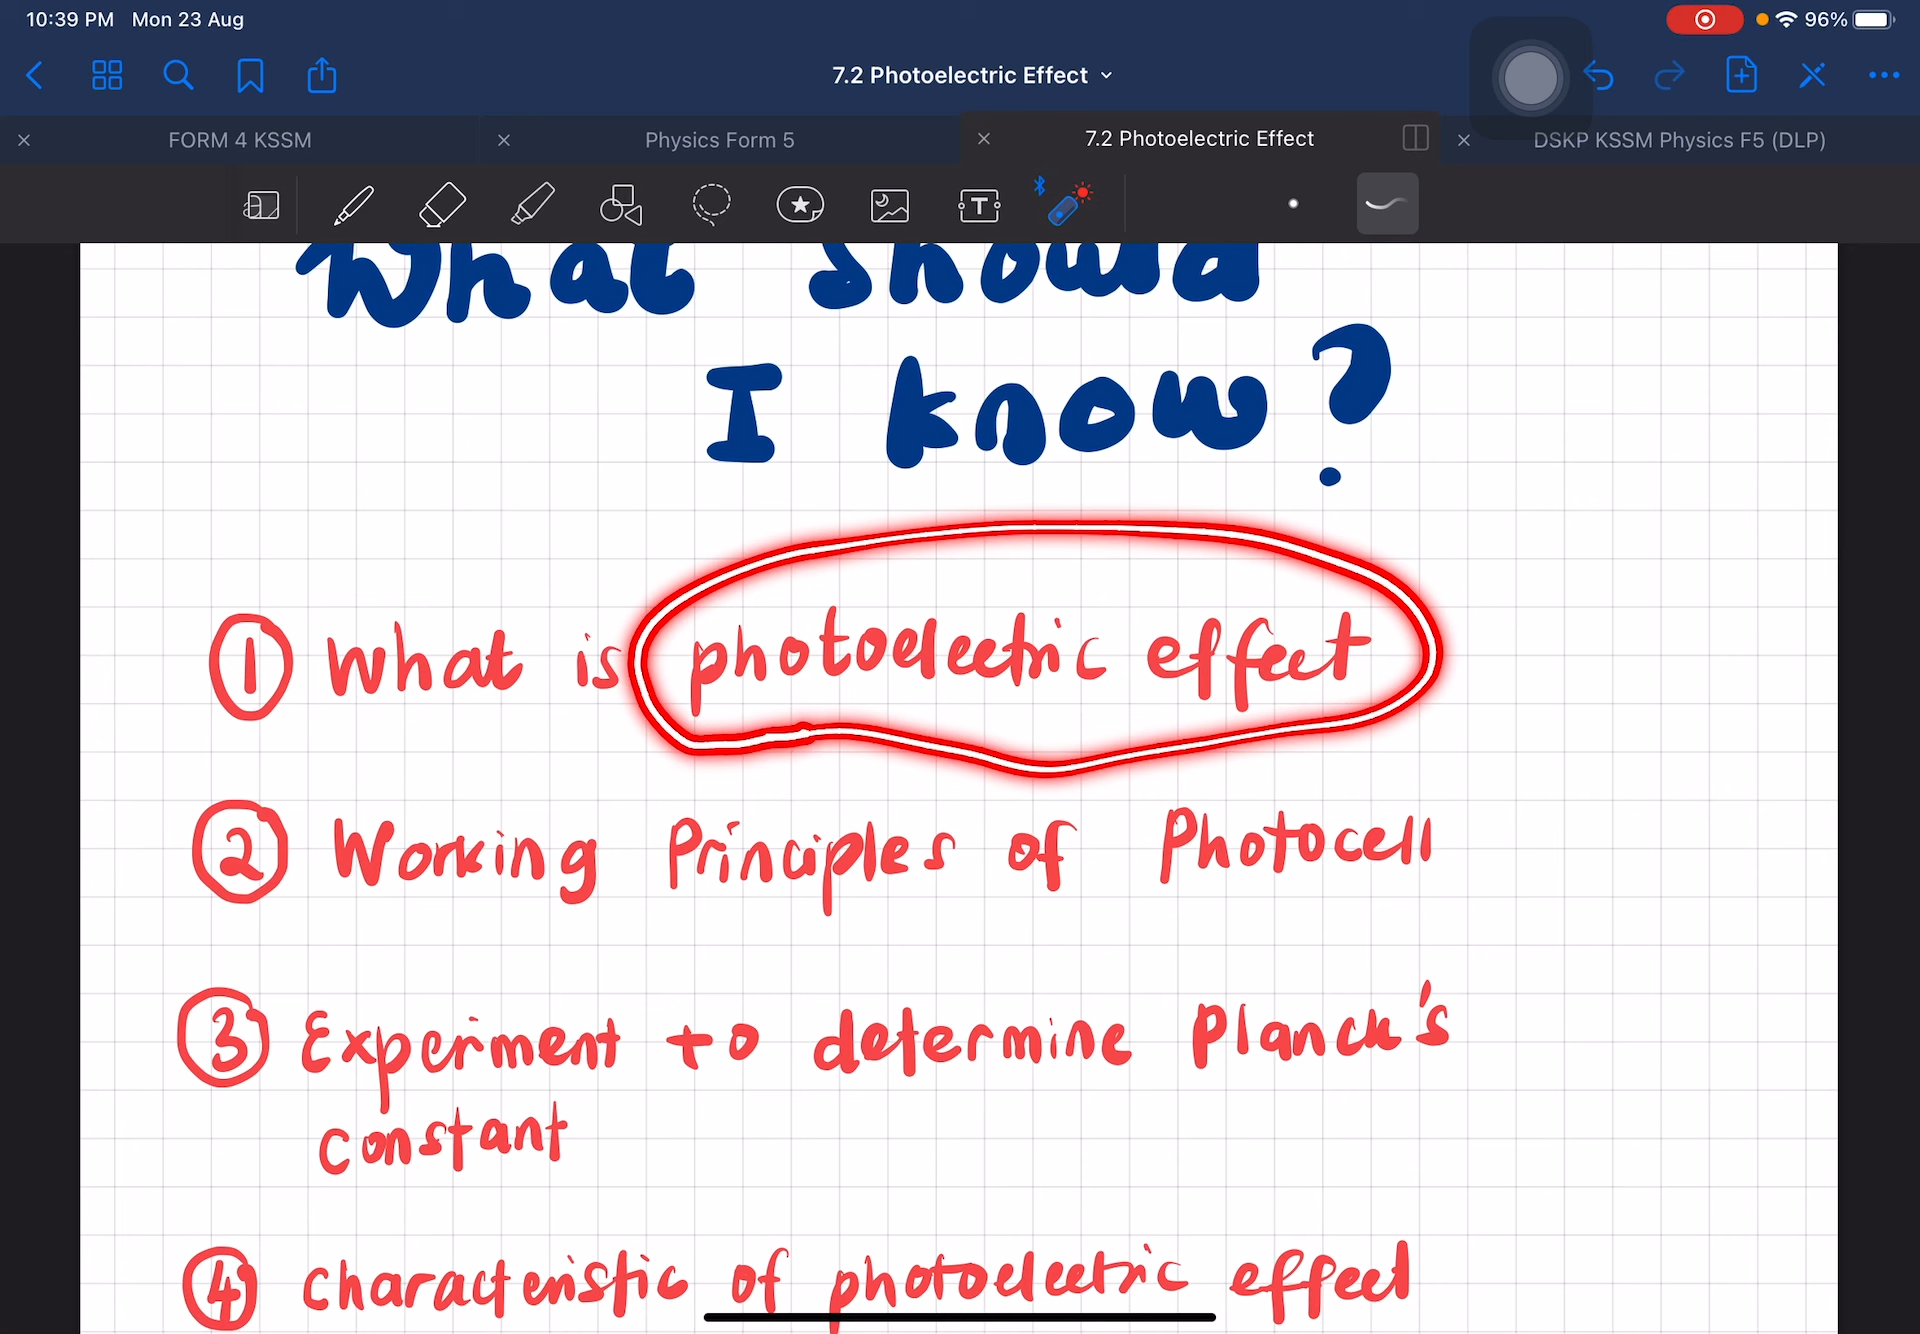 10:39 PM Mon 23 Aug 96%
7.2 Photoelectric Effect
FORM 4 KSSM Physics Form 5 7.2 Photoelectric Effect DSKP KSSM Physics F5 (DLP)
What should
I know?
1 What is photoelectric effect
2 Working Principles of Photocell
3 Experiment to determine Planck's
constant
4 Characteristic of photoelectric effect